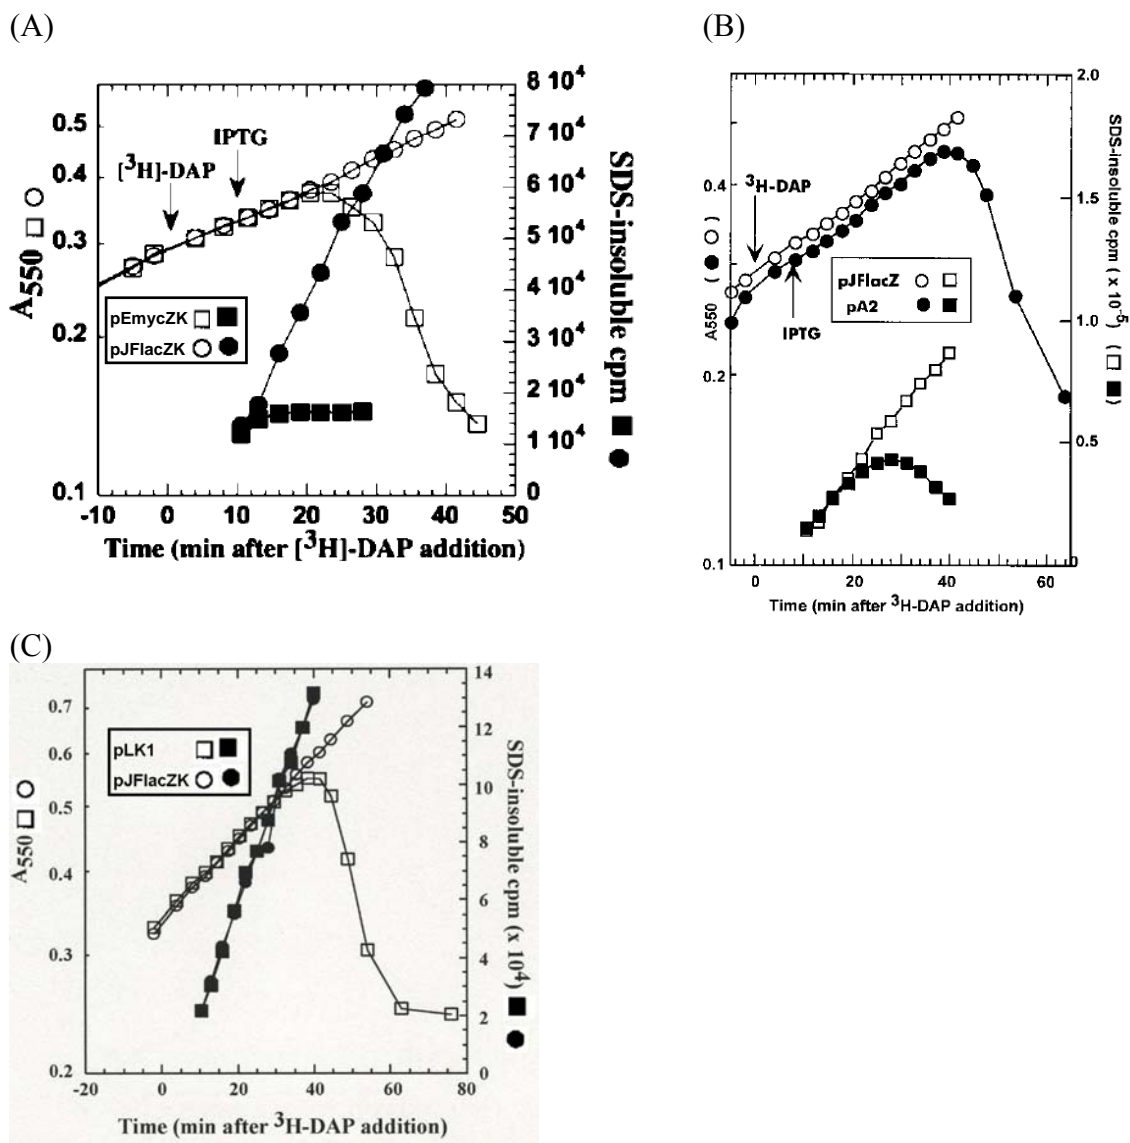 (A)
(B)
(C)
A550
0.5
0.4
0.3
0.2
0.1
[3H]-DAP
IPTG
pEmycZK
pJFlacZK
8 10^4
7 10^4
6 10^4
5 10^4
4 10^4
3 10^4
2 10^4
1 10^4
0
SDS-insoluble cpm
-10 0 10 20 30 40 50
Time (min after [3H]-DAP addition)
A550 ( )
0.4
0.2
0.1
3H-DAP
IPTG
pJFlacZ
pA2
2.0
1.5
1.0
0.5
0
SDS-insoluble cpm ( x 10-5) ( )
0 20 40 60
Time (min after 3H-DAP addition)
A550
0.7
0.6
0.5
0.4
0.3
0.2
pLK1
pJFlacZK
14
12
10
8
6
4
2
0
SDS-insoluble cpm (x 104)
-20 0 20 40 60 80
Time (min after 3H-DAP addition)